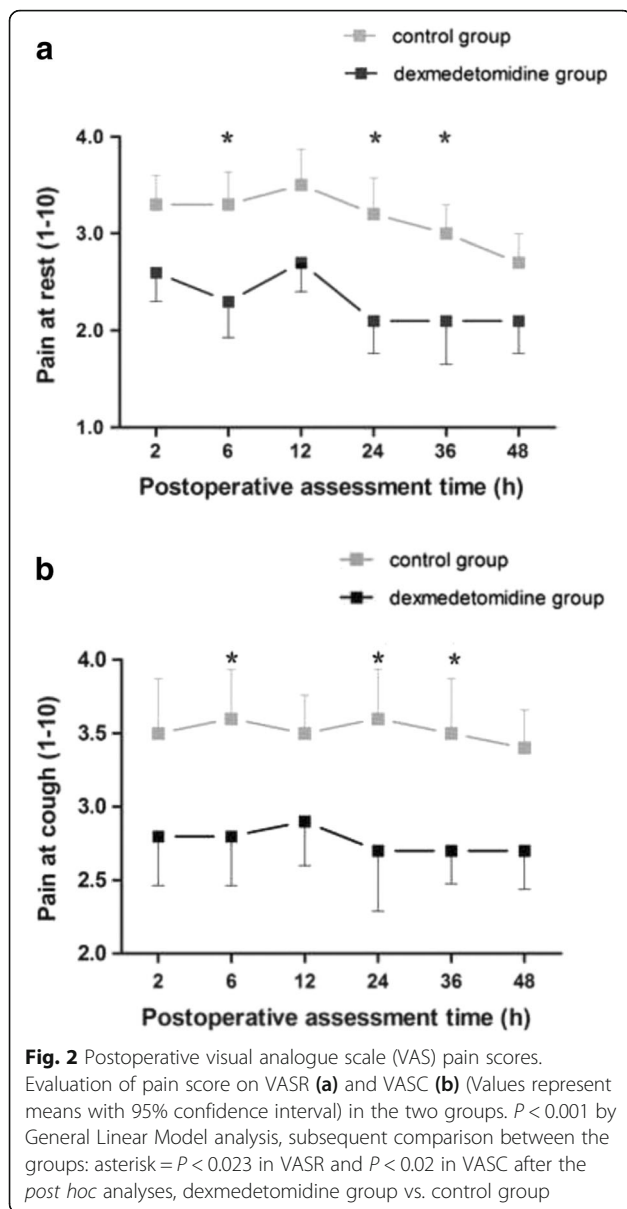 a
control group
dexmedetomidine group
* * *
4.0
3.0
2.0
1.0
Pain at rest (1-10)
2 6 12 24 36 48
Postoperative assessment time (h)
b
control group
dexmedetomidine group
* * *
4.0
3.5
3.0
2.5
2.0
Pain at cough (1-10)
2 6 12 24 36 48
Postoperative assessment time (h)
Fig. 2 Postoperative visual analogue scale (VAS) pain scores.
Evaluation of pain score on VASR (a) and VASC (b) (Values represent
means with 95% confidence interval) in the two groups. P < 0.001 by
General Linear Model analysis, subsequent comparison between the
groups: asterisk = P < 0.023 in VASR and P < 0.02 in VASC after the
post hoc analyses, dexmedetomidine group vs. control group